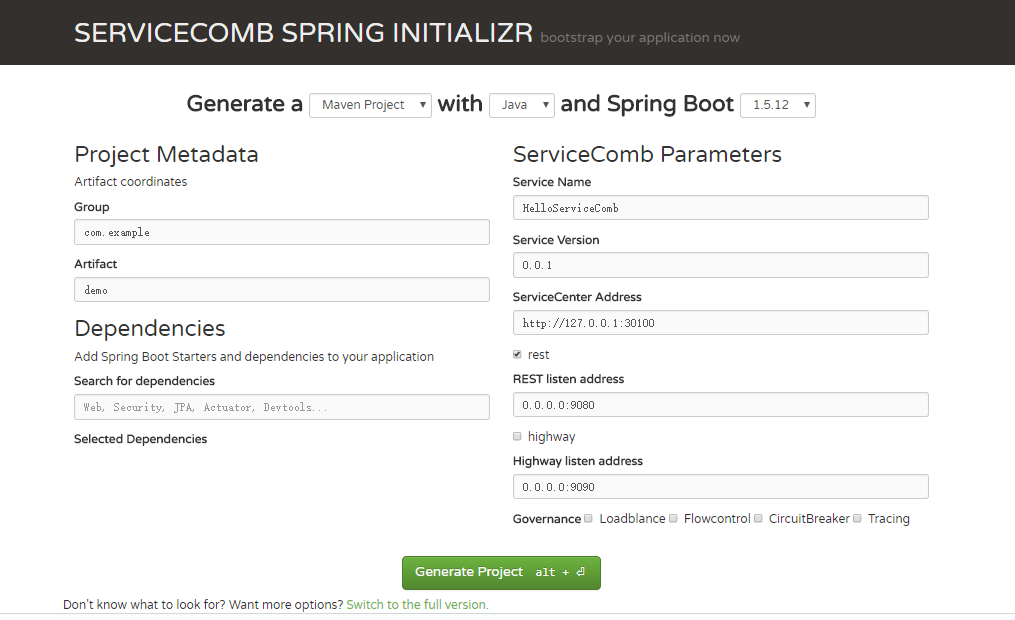 SERVICECOMB SPRING INITIALIZR bootstrap your application now
Generate a Maven Project with Java and Spring Boot 1.5.12
Project Metadata
Artifact coordinates
Group
com.example
Artifact
demo
Dependencies
Add Spring Boot Starters and dependencies to your application
Search for dependencies
Web, Security, JPA, Actuator, Devtools...
Selected Dependencies
ServiceComb Parameters
Service Name
HelloServiceComb
Service Version
0.0.1
ServiceCenter Address
http://127.0.0.1:30100
rest
REST listen address
0.0.0.0:9080
highway
Highway listen address
0.0.0.0:9090
Governance Loadblance Flowcontrol CircuitBreaker Tracing
Generate Project alt + ⏎
Don't know what to look for? Want more options? Switch to the full version.